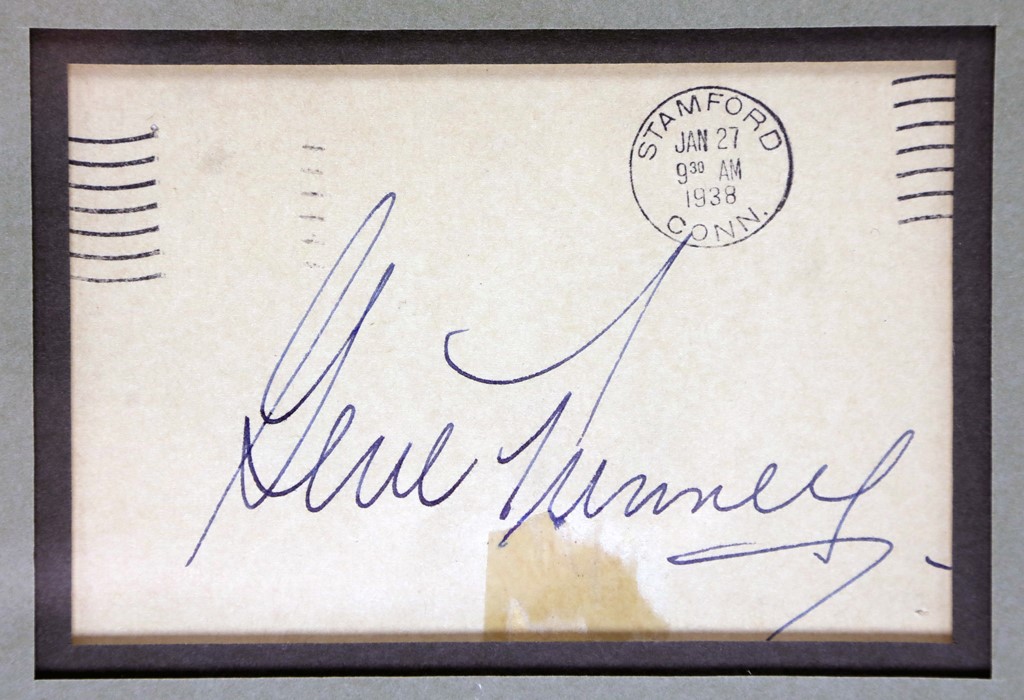 STAMFORD
JAN 27
9³⁰ AM
1938
CONN.
Gene Tunney